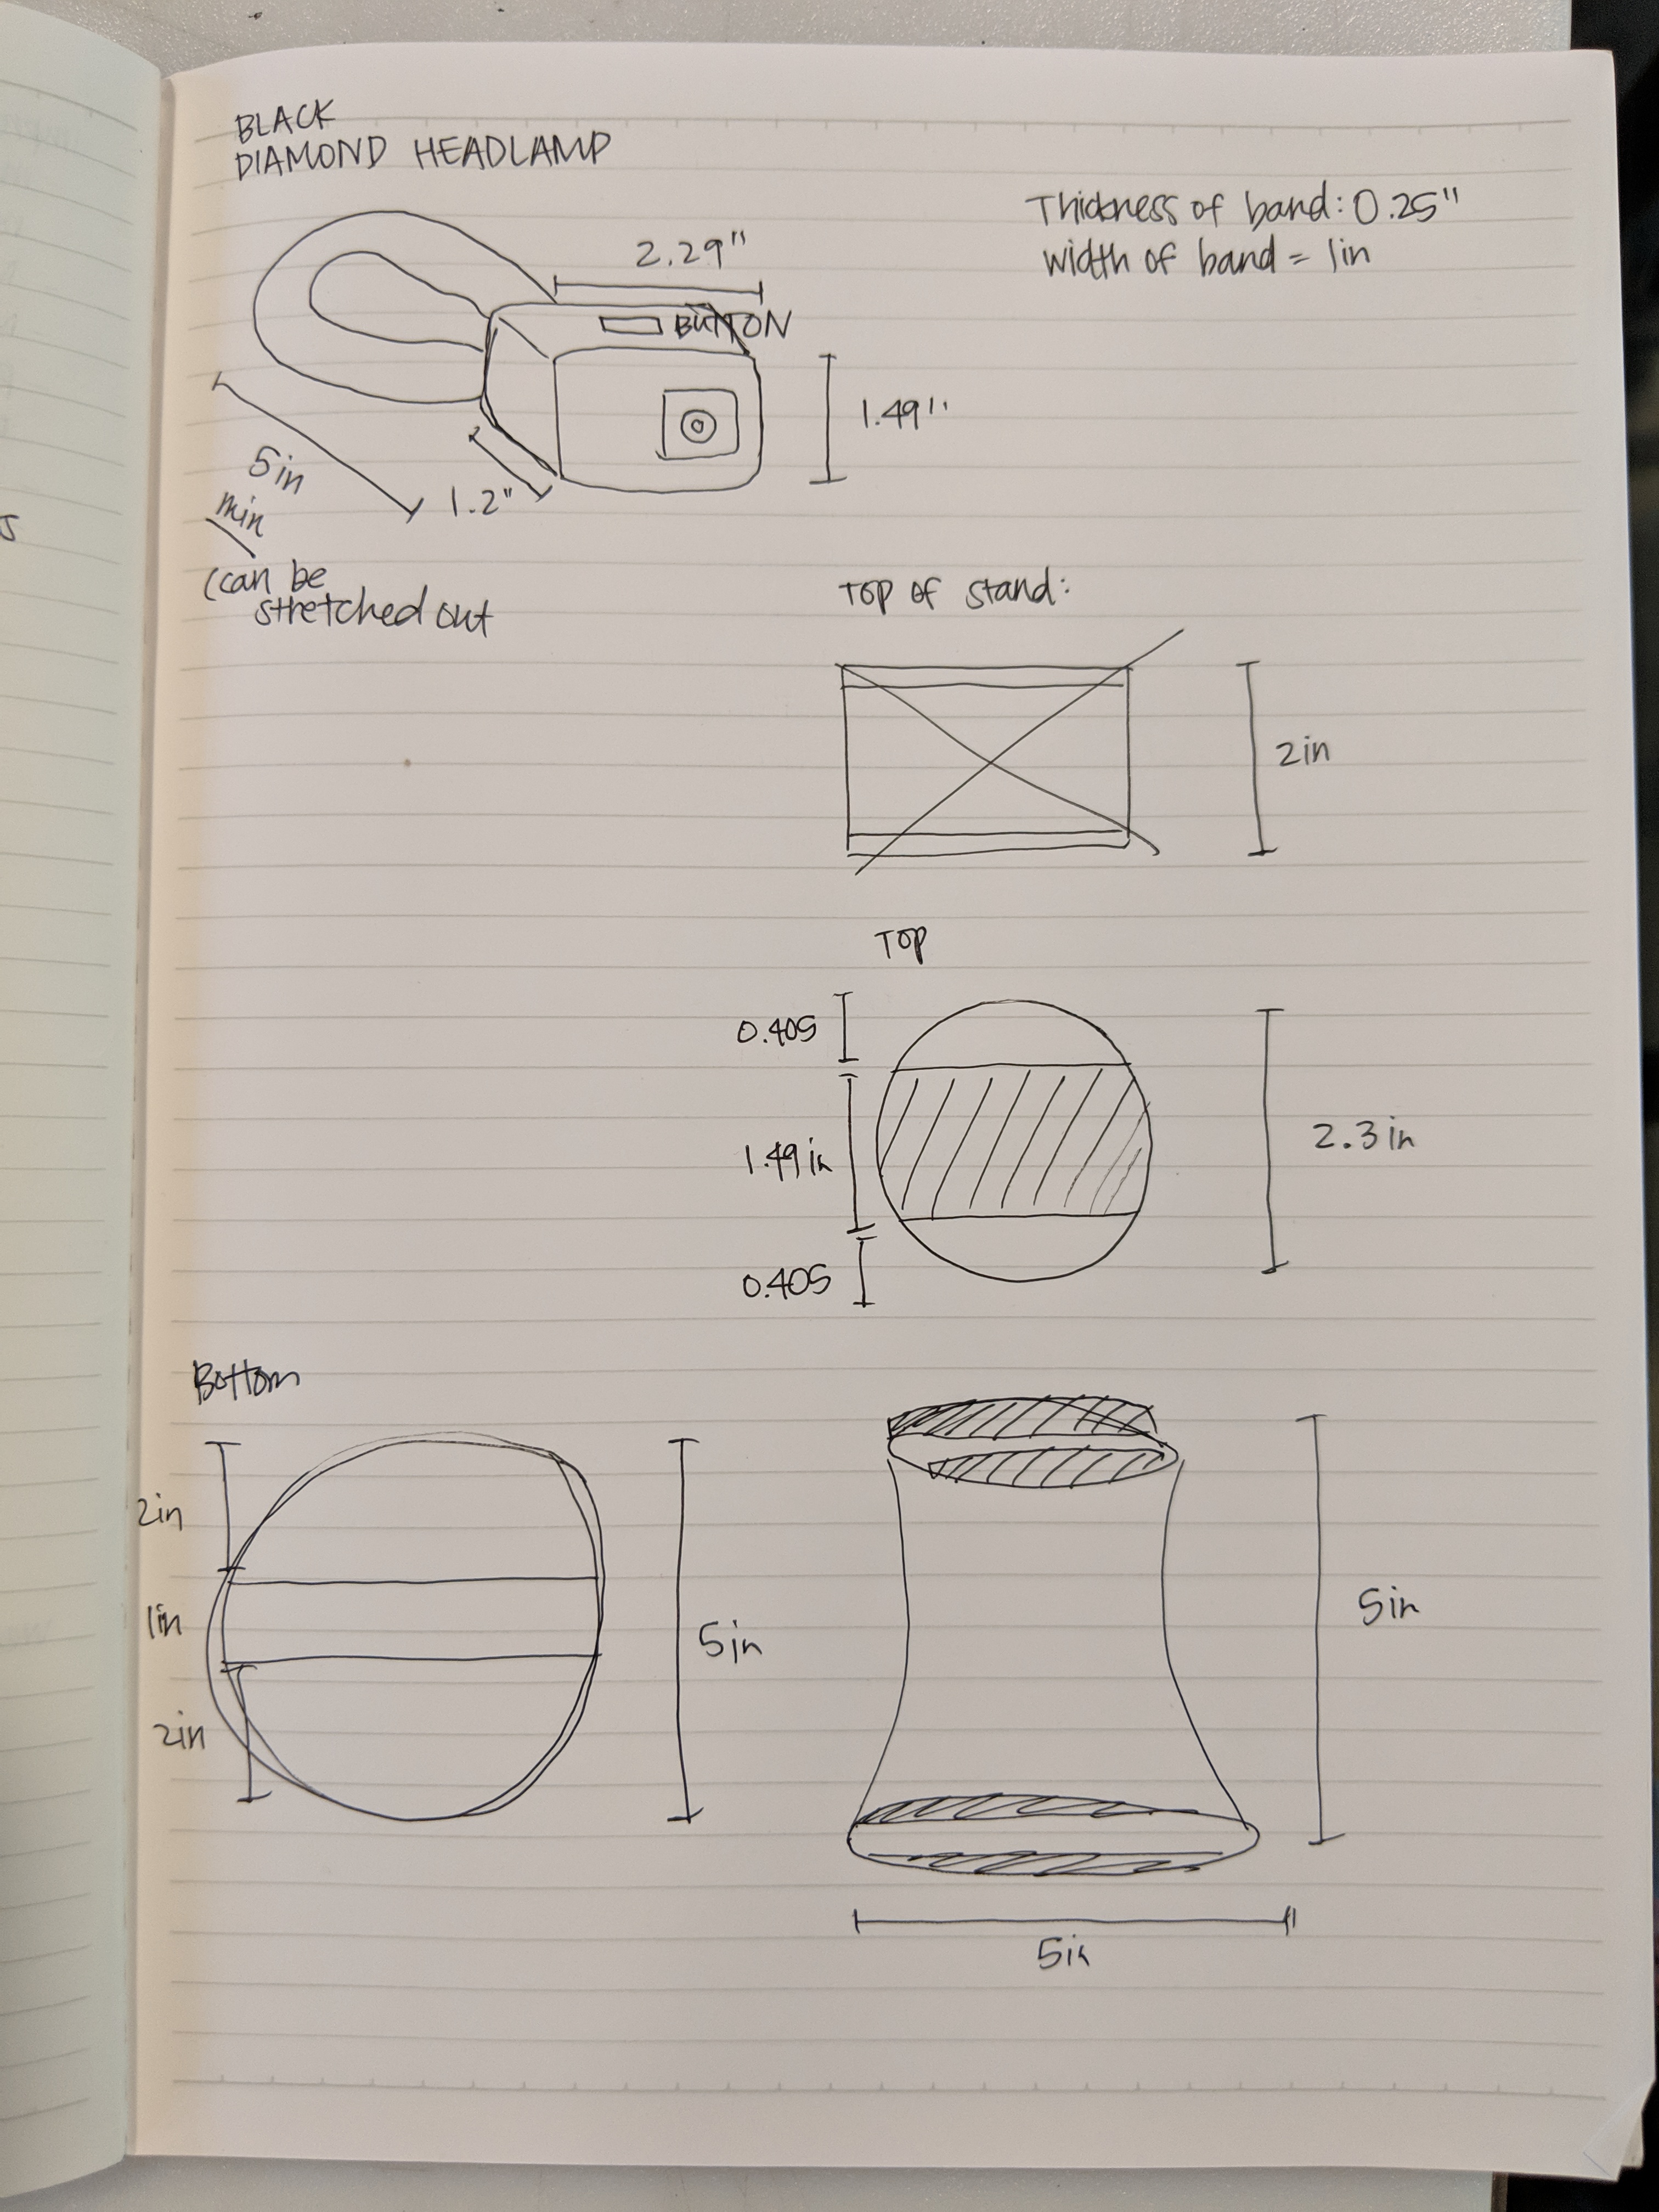 BLACK
DIAMOND HEADLAMP
Thickness of band: 0.25"
width of band = 1in
2.29"
BUTTON
1.49"
5in
min
1.2"
(can be
stretched out
Top of stand:
2in
Top
0.405
1.49 in
2.3 in
0.405
Bottom
2in
1in
2in
5in
5in
5in